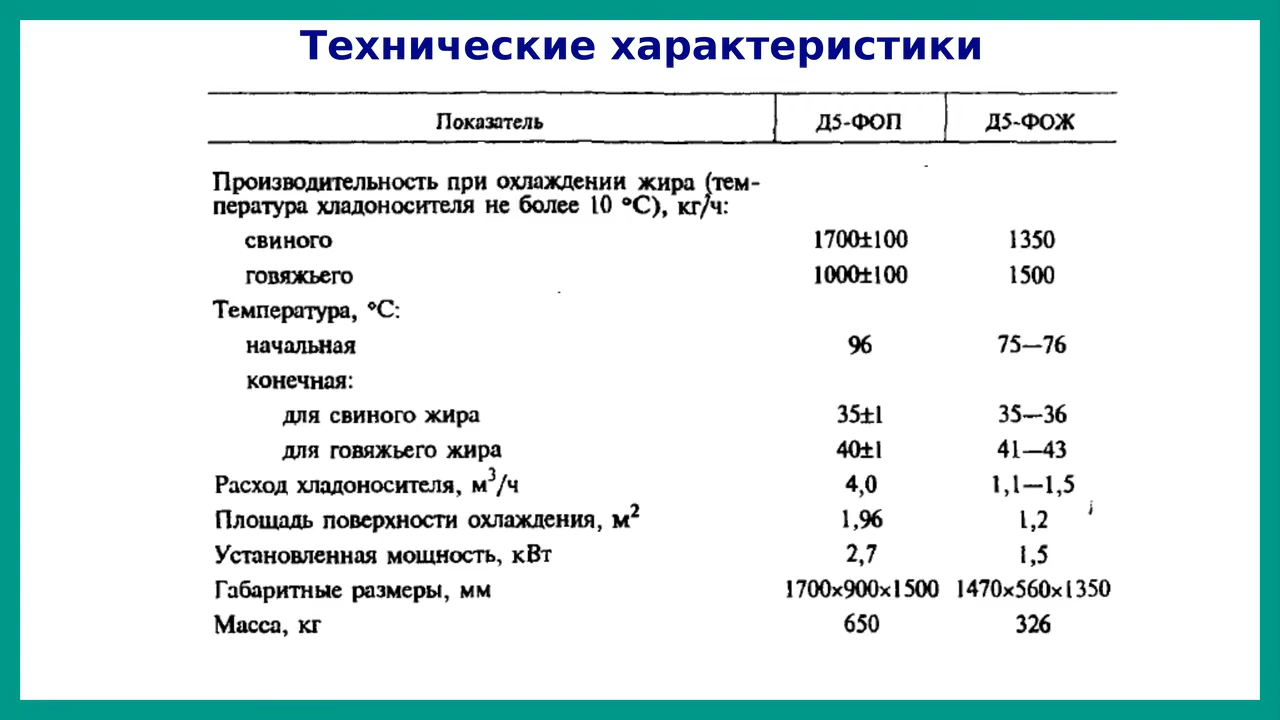 Технические характеристики
Показатель Д5-ФОП Д5-ФОЖ
Производительность при охлаждении жира (тем-
пература хладоносителя не более 10 °С), кг/ч:
свиного 1700±100 1350
говяжьего 1000±100 1500
Температура, °С:
начальная 96 75—76
конечная:
для свиного жира 35±1 35—36
для говяжьего жира 40±1 41—43
Расход хладоносителя, м³/ч 4,0 1,1—1,5
Площадь поверхности охлаждения, м² 1,96 1,2
Установленная мощность, кВт 2,7 1,5
Габаритные размеры, мм 1700×900×1500 1470×560×1350
Масса, кг 650 326